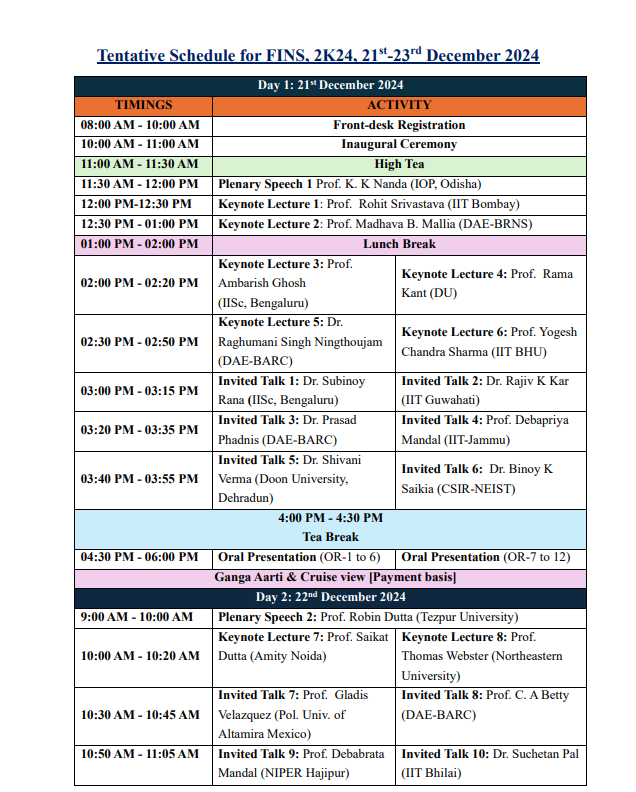 Tentative Schedule for FINS, 2K24, 21st-23rd December 2024
Day 1: 21st December 2024
TIMINGS ACTIVITY
08:00 AM - 10:00 AM Front-desk Registration
10:00 AM - 11:00 AM Inaugural Ceremony
11:00 AM - 11:30 AM High Tea
11:30 AM - 12:00 PM Plenary Speech 1 Prof. K. K Nanda (IOP, Odisha)
12:00 PM-12:30 PM Keynote Lecture 1: Prof. Rohit Srivastava (IIT Bombay)
12:30 PM - 01:00 PM Keynote Lecture 2: Prof. Madhava B. Mallia (DAE-BRNS)
01:00 PM - 02:00 PM Lunch Break
02:00 PM - 02:20 PM
Keynote Lecture 3: Prof.
Ambarish Ghosh
(IISc, Bengaluru)
Keynote Lecture 4: Prof. Rama
Kant (DU)
02:30 PM - 02:50 PM
Keynote Lecture 5: Dr.
Raghumani Singh Ningthoujam
(DAE-BARC)
Keynote Lecture 6: Prof. Yogesh
Chandra Sharma (IIT BHU)
03:00 PM - 03:15 PM
Invited Talk 1: Dr. Subinoy
Rana (IISc, Bengaluru)
Invited Talk 2: Dr. Rajiv K Kar
(IIT Guwahati)
03:20 PM - 03:35 PM
Invited Talk 3: Dr. Prasad
Phadnis (DAE-BARC)
Invited Talk 4: Prof. Debapriya
Mandal (IIT-Jammu)
03:40 PM - 03:55 PM
Invited Talk 5: Dr. Shivani
Verma (Doon University,
Dehradun)
Invited Talk 6: Dr. Binoy K
Saikia (CSIR-NEIST)
4:00 PM - 4:30 PM
Tea Break
04:30 PM - 06:00 PM Oral Presentation (OR-1 to 6) Oral Presentation (OR-7 to 12)
Ganga Aarti & Cruise view [Payment basis]
Day 2: 22nd December 2024
9:00 AM - 10:00 AM Plenary Speech 2: Prof. Robin Dutta (Tezpur University)
10:00 AM - 10:20 AM
Keynote Lecture 7: Prof. Saikat
Dutta (Amity Noida)
Keynote Lecture 8: Prof.
Thomas Webster (Northeastern
University)
10:30 AM - 10:45 AM
Invited Talk 7: Prof. Gladis
Velazquez (Pol. Univ. of
Altamira Mexico)
Invited Talk 8: Prof. C. A Betty
(DAE-BARC)
10:50 AM - 11:05 AM
Invited Talk 9: Prof. Debabrata
Mandal (NIPER Hajipur)
Invited Talk 10: Dr. Suchetan Pal
(IIT Bhilai)